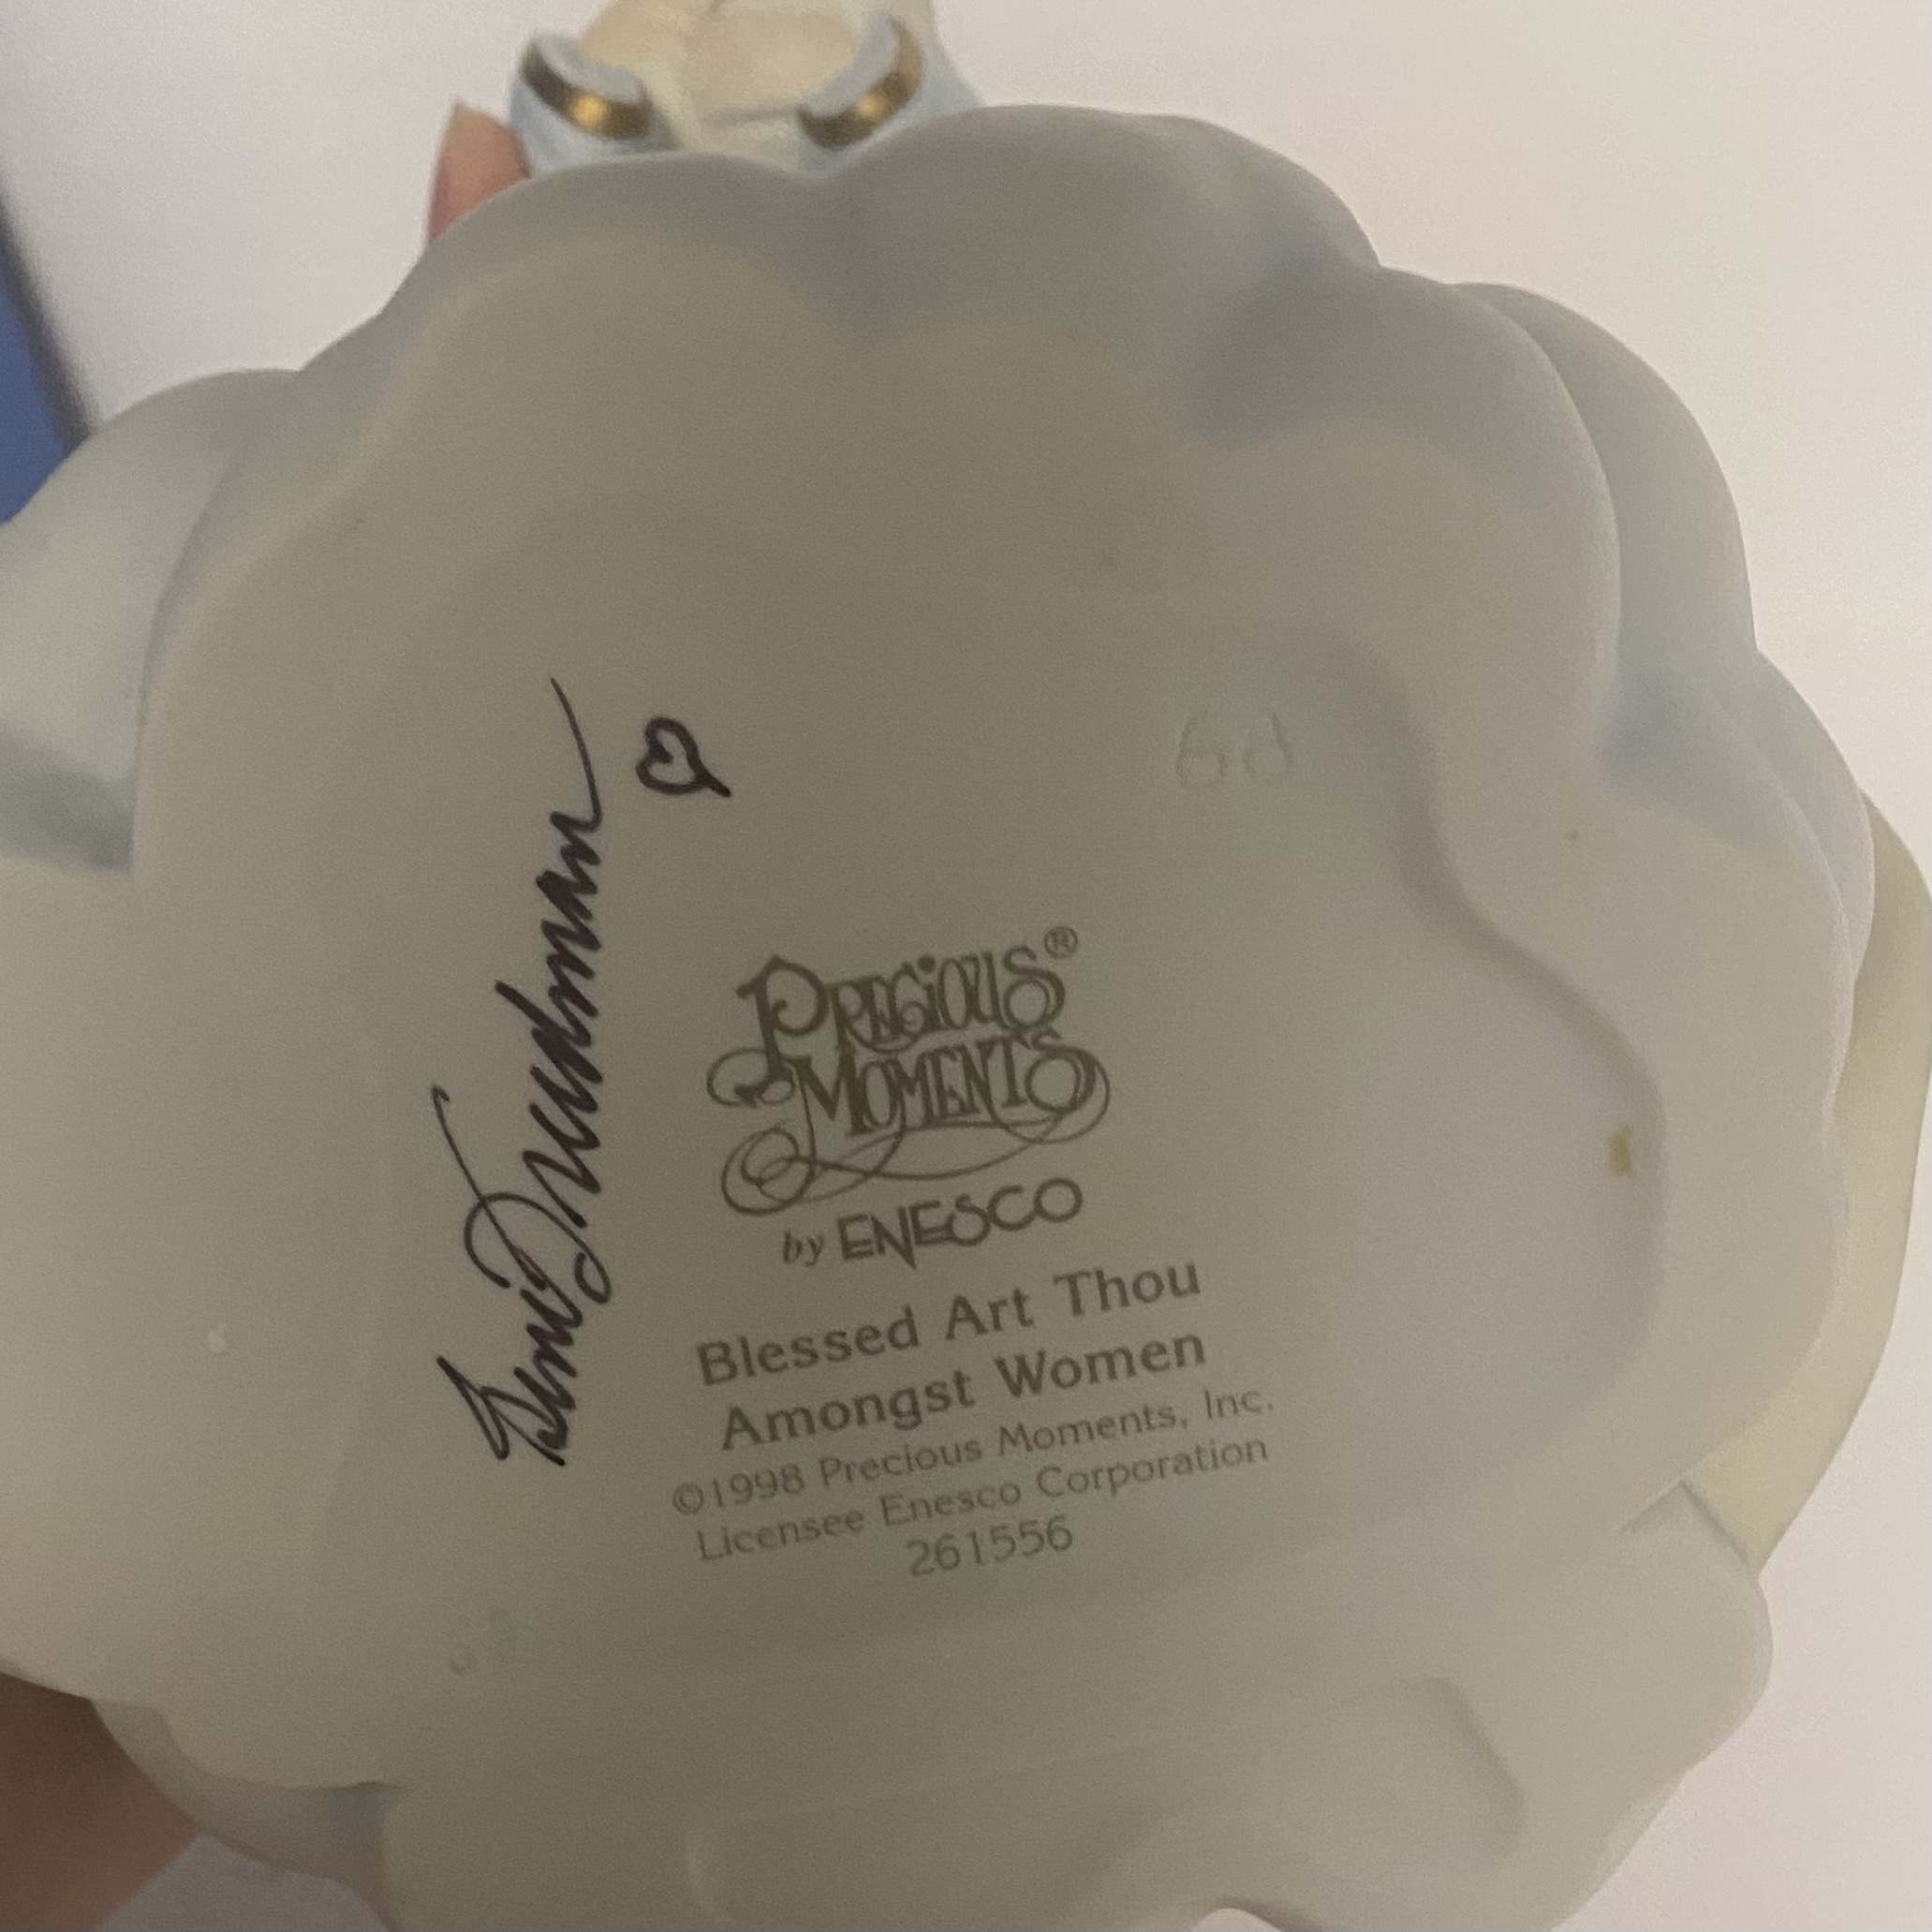 PRECIOUS®
MOMENTS
by ENESCO
Blessed Art Thou
Amongst Women
©1998 Precious Moments, Inc.
Licensee Enesco Corporation
261556